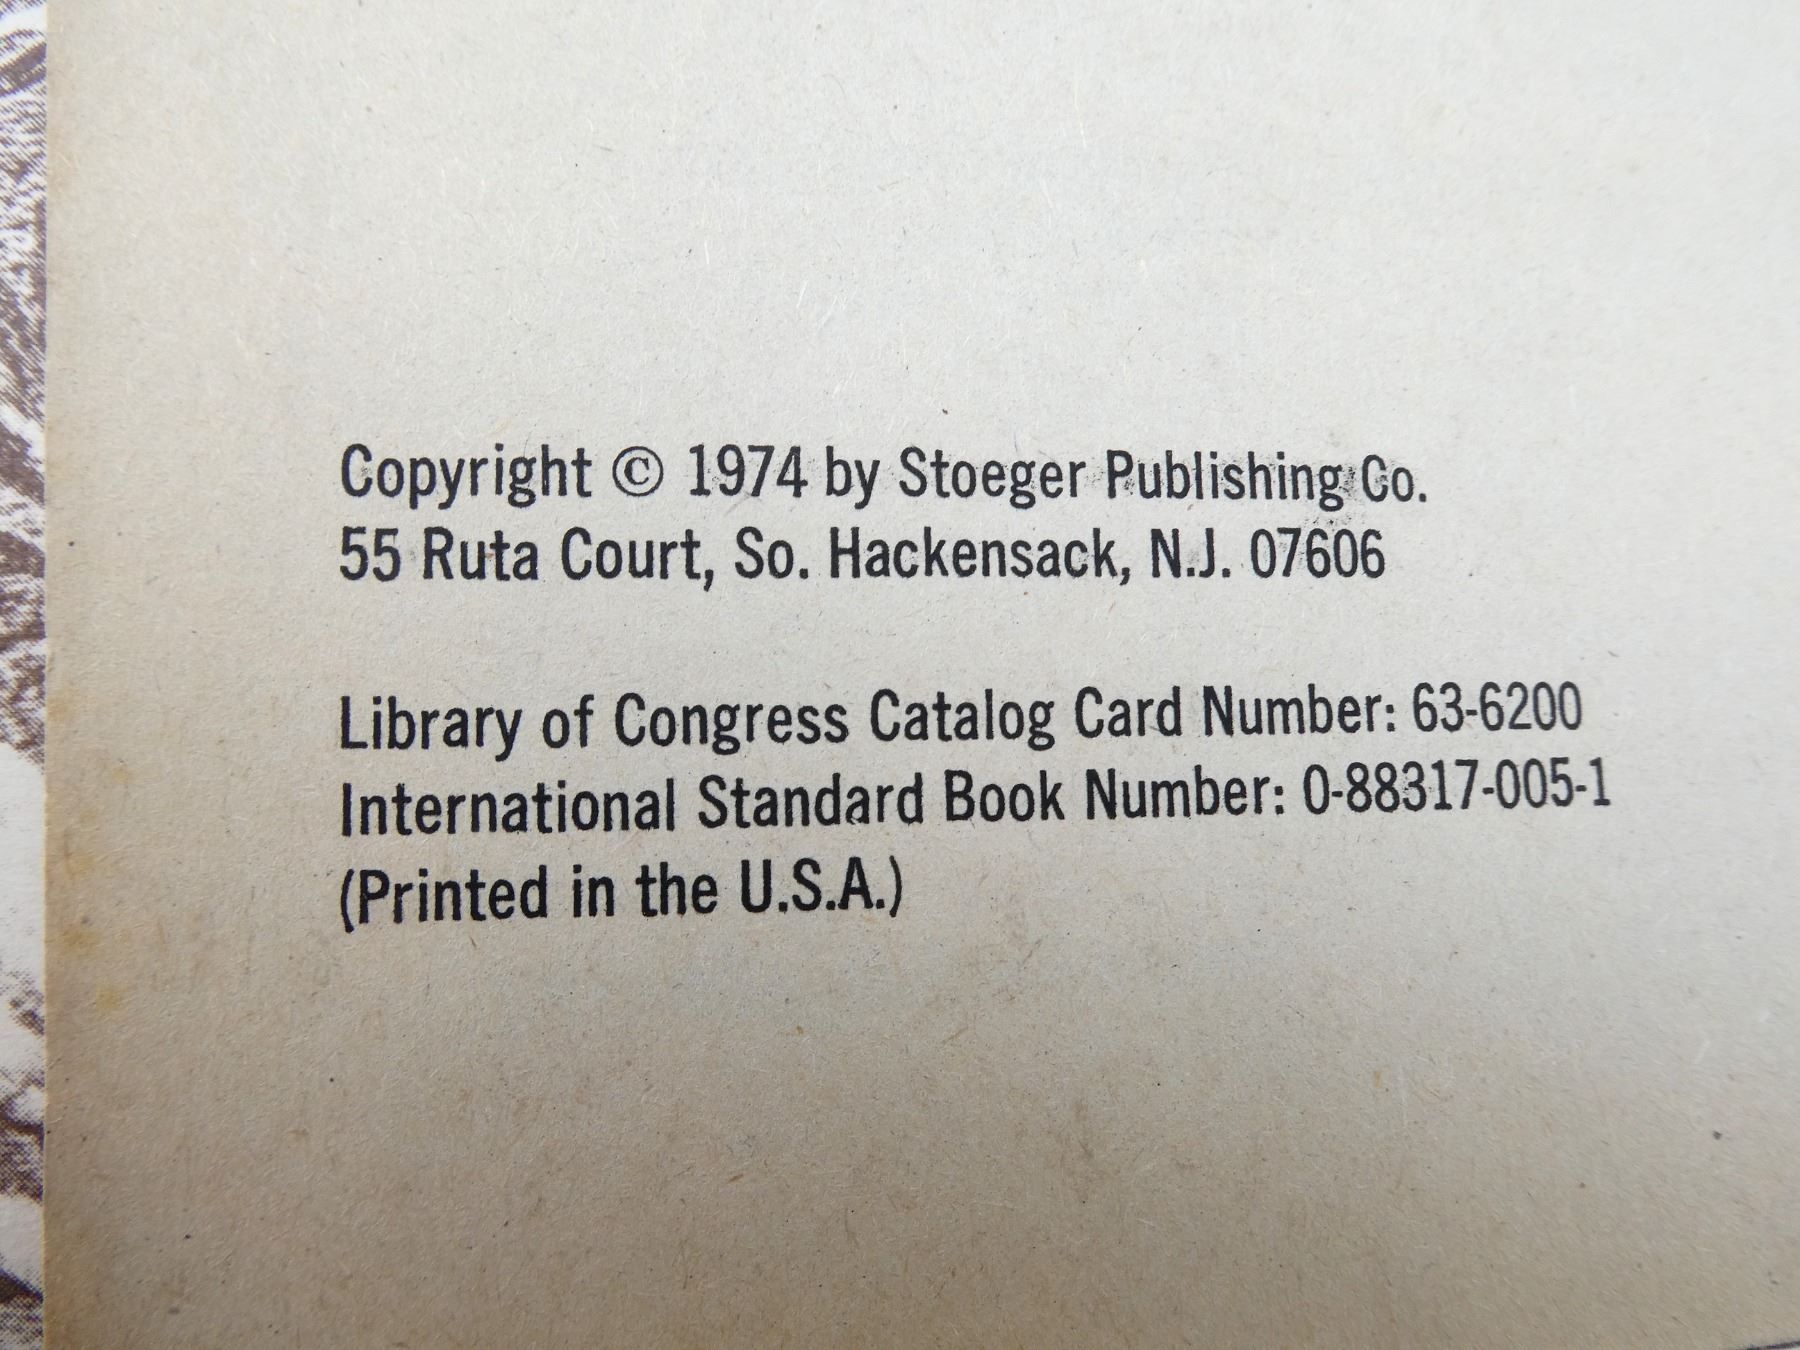 Copyright © 1974 by Stoeger Publishing Co.
55 Ruta Court, So. Hackensack, N.J. 07606
Library of Congress Catalog Card Number: 63-6200
International Standard Book Number: 0-88317-005-1
(Printed in the U.S.A.)